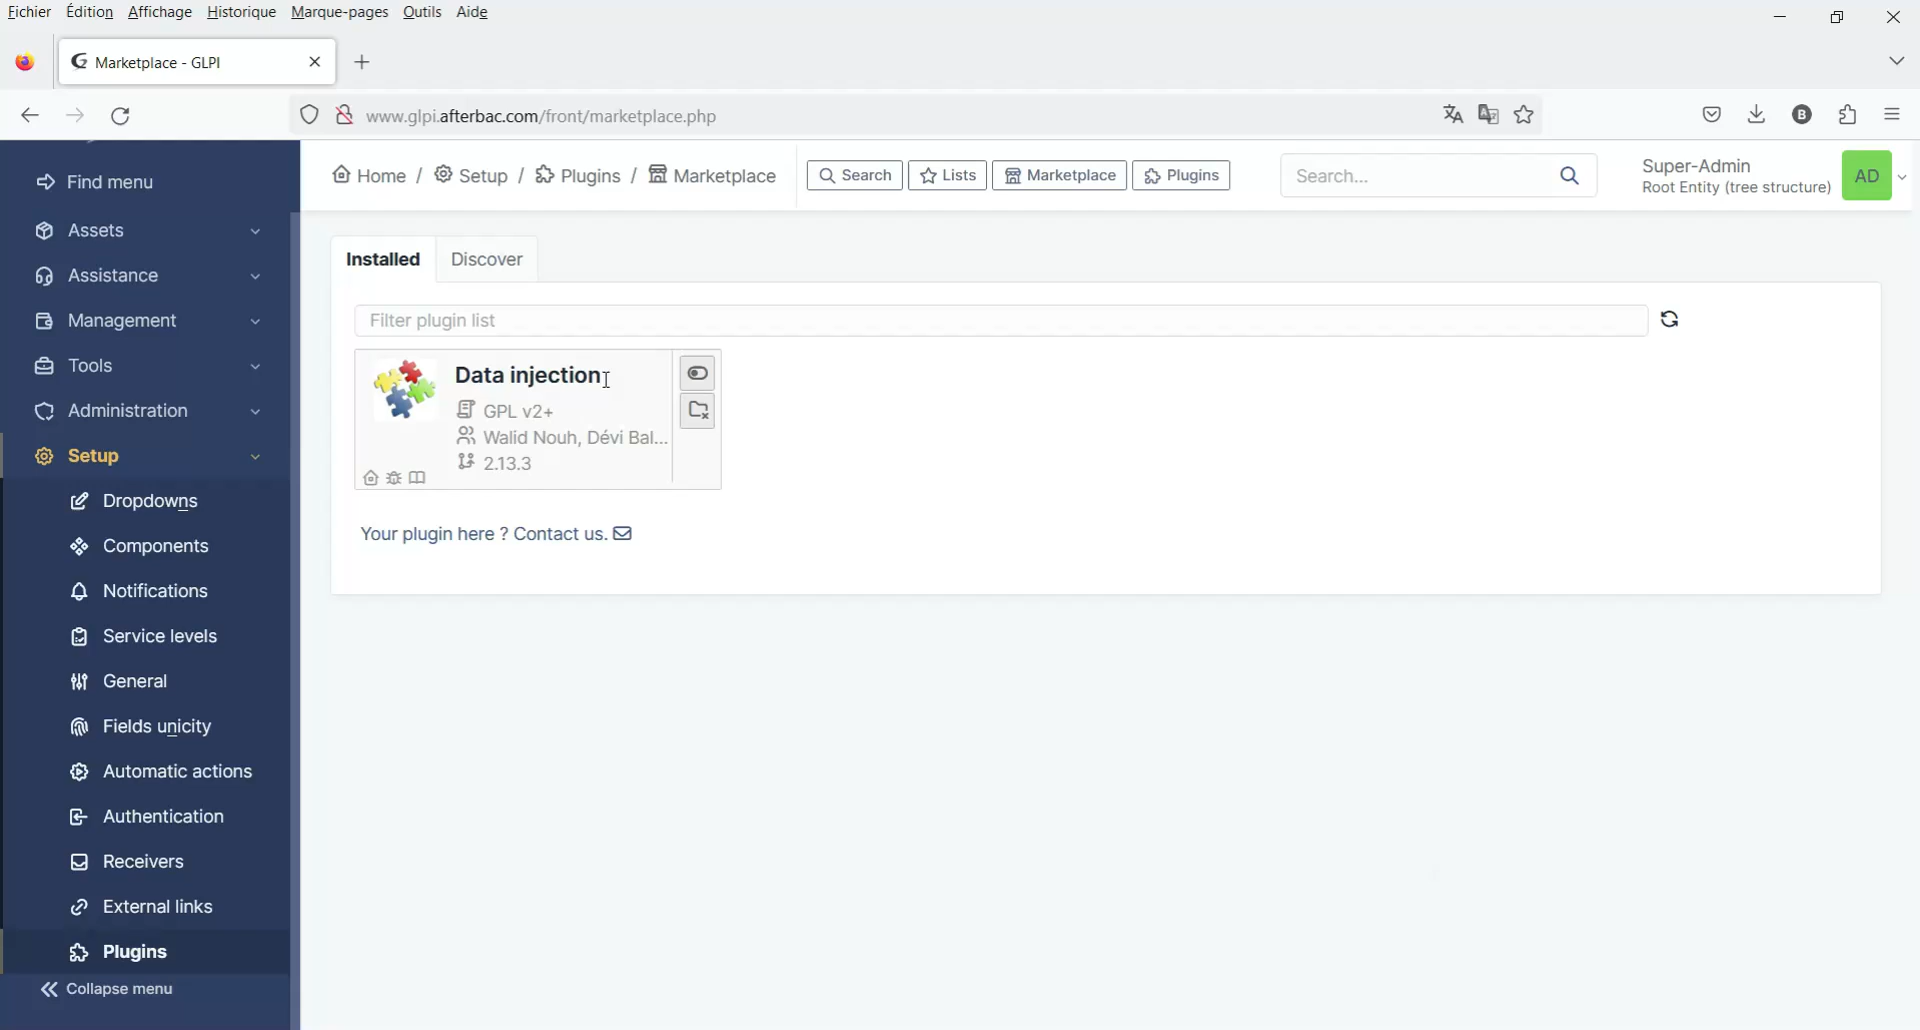 Fichier Édition Affichage Historique Marque-pages Outils Aide
Marketplace - GLPI
www.glpi.afterbac.com/front/marketplace.php
Find menu
Assets
Assistance
Management
Tools
Administration
Setup
Dropdowns
Components
Notifications
Service levels
General
Fields unicity
Automatic actions
Authentication
Receivers
External links
Plugins
Collapse menu
Home / Setup / Plugins / Marketplace
Search Lists Marketplace Plugins
Search...
Super-Admin
Root Entity (tree structure)
AD
Installed Discover
Filter plugin list
Data injection
GPL v2+
Walid Nouh, Dévi Bal...
2.13.3
Your plugin here ? Contact us.